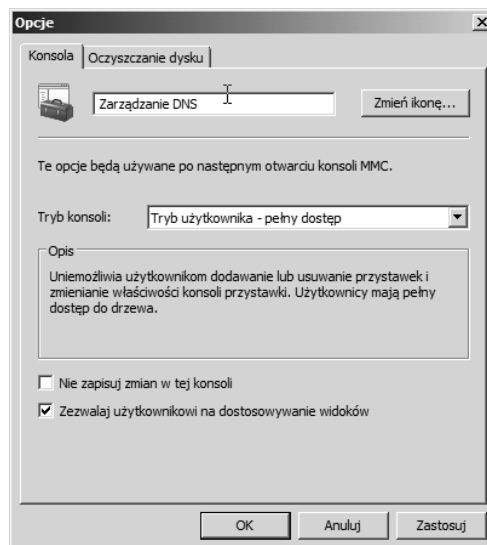 Opcje
Konsola
Oczyszczanie dysku
Zarządzanie DNS
Zmień ikonę...
Te opcje będą używane po następnym otwarciu konsoli MMC.
Tryb konsoli:
Tryb użytkownika - pełny dostęp
Opis
Uniemożliwia użytkownikom dodawanie lub usuwanie przystawek i
zmienianie właściwości konsoli przystawki. Użytkownicy mają pełny
dostęp do drzewa.
Nie zapisuj zmian w tej konsoli
Zezwalaj użytkownikowi na dostosowywanie widoków
OK
Anuluj
Zastosuj